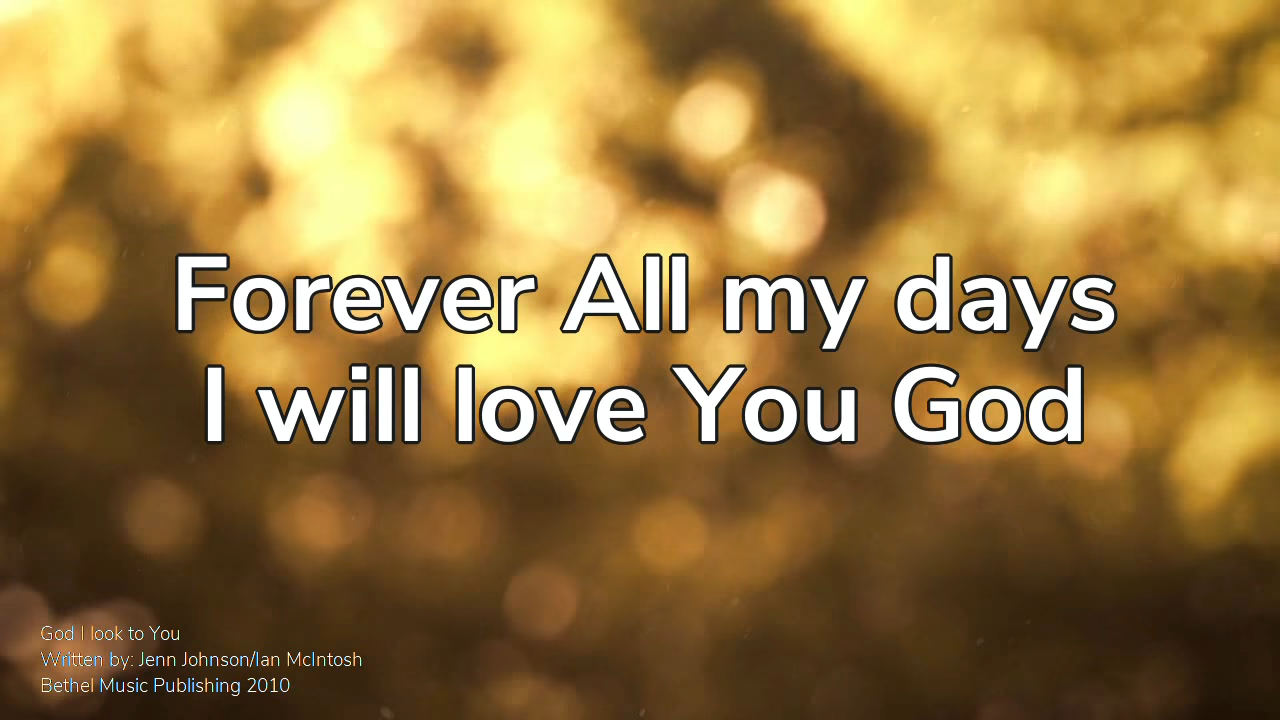 Forever All my days
I will love You God
God I look to You
Written by: Jenn Johnson/Ian McIntosh
Bethel Music Publishing 2010